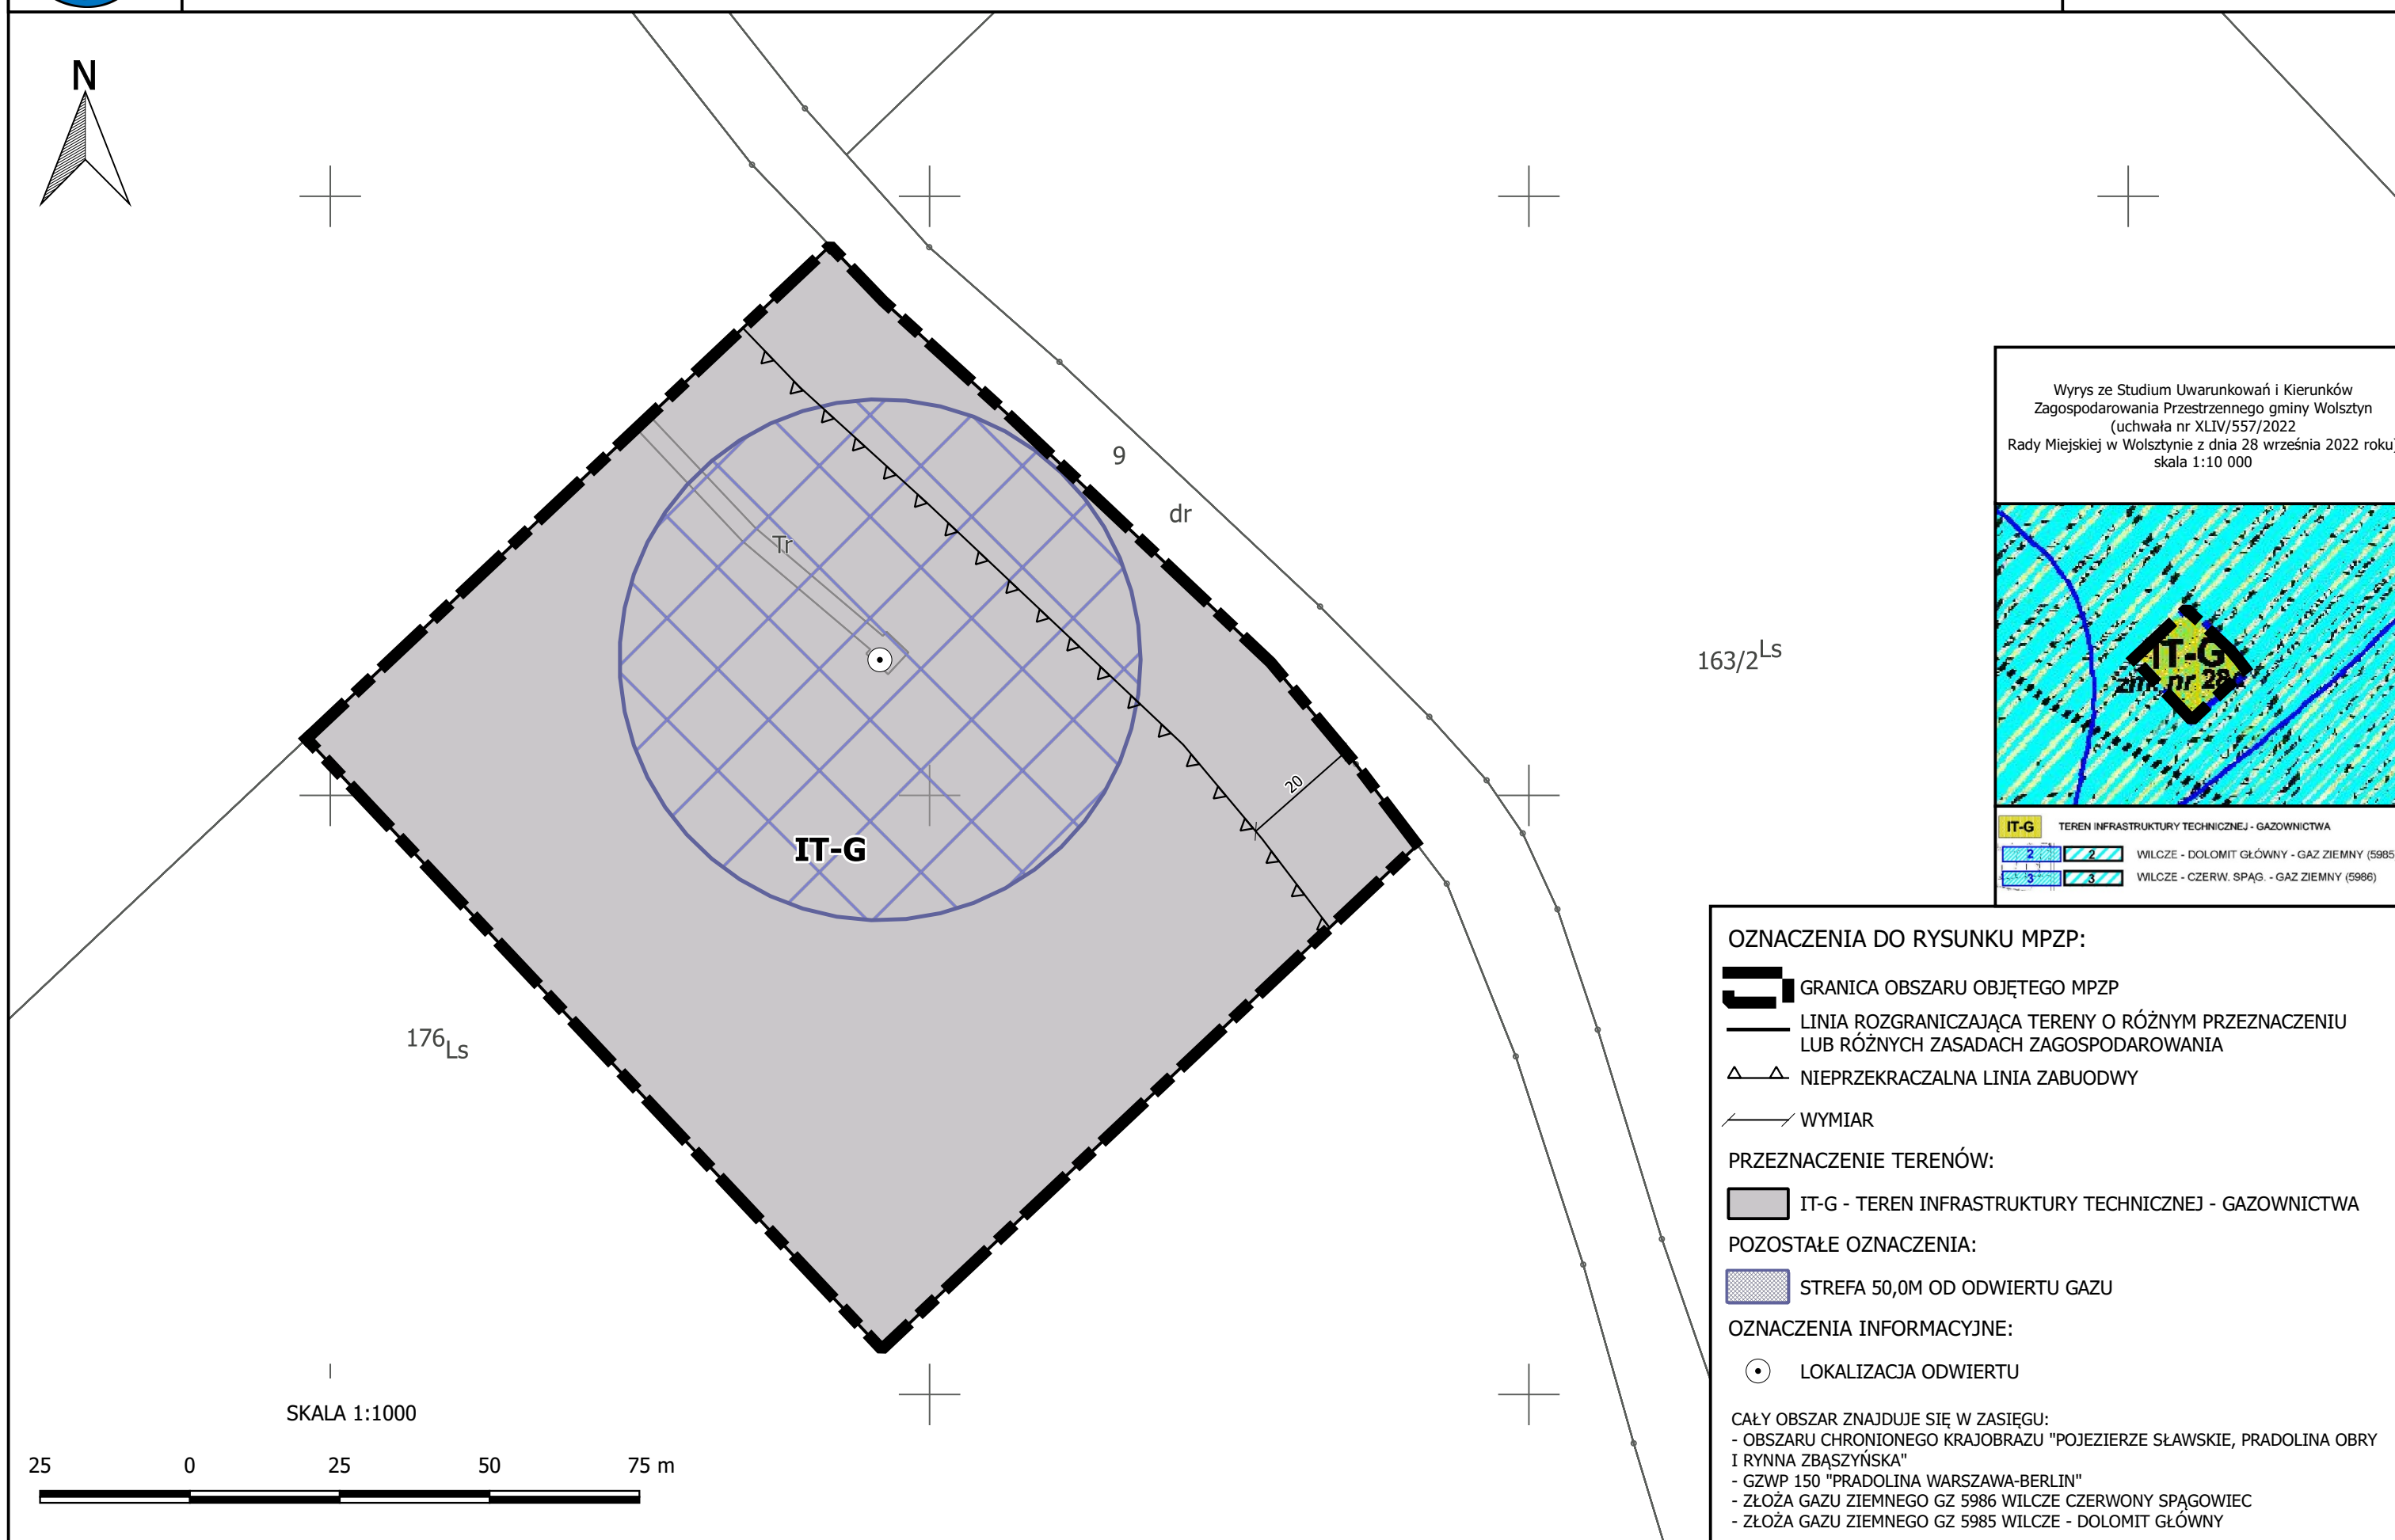 N
9
dr
Tr
163/2 Ls
20
IT-G
176 Ls
SKALA 1:1000
25 0 25 50 75 m
Wyrys ze Studium Uwarunkowań i Kierunków
Zagospodarowania Przestrzennego gminy Wolsztyn
(uchwała nr XLIV/557/2022
Rady Miejskiej w Wolsztynie z dnia 28 września 2022 roku)
skala 1:10 000
IT-G
zm. nr 28
IT-G TEREN INFRASTRUKTURY TECHNICZNEJ - GAZOWNICTWA
2 2 WILCZE - DOLOMIT GŁÓWNY - GAZ ZIEMNY (5985
3 3 WILCZE - CZERW. SPĄG. - GAZ ZIEMNY (5986)
OZNACZENIA DO RYSUNKU MPZP:
GRANICA OBSZARU OBJĘTEGO MPZP
LINIA ROZGRANICZAJĄCA TERENY O RÓŻNYM PRZEZNACZENIU
LUB RÓŻNYCH ZASADACH ZAGOSPODAROWANIA
NIEPRZEKRACZALNA LINIA ZABUODWY
WYMIAR
PRZEZNACZENIE TERENÓW:
IT-G - TEREN INFRASTRUKTURY TECHNICZNEJ - GAZOWNICTWA
POZOSTAŁE OZNACZENIA:
STREFA 50,0M OD ODWIERTU GAZU
OZNACZENIA INFORMACYJNE:
LOKALIZACJA ODWIERTU
CAŁY OBSZAR ZNAJDUJE SIĘ W ZASIĘGU:
- OBSZARU CHRONIONEGO KRAJOBRAZU "POJEZIERZE SŁAWSKIE, PRADOLINA OBRY
I RYNNA ZBĄSZYŃSKA"
- GZWP 150 "PRADOLINA WARSZAWA-BERLIN"
- ZŁOŻA GAZU ZIEMNEGO GZ 5986 WILCZE CZERWONY SPĄGOWIEC
- ZŁOŻA GAZU ZIEMNEGO GZ 5985 WILCZE - DOLOMIT GŁÓWNY